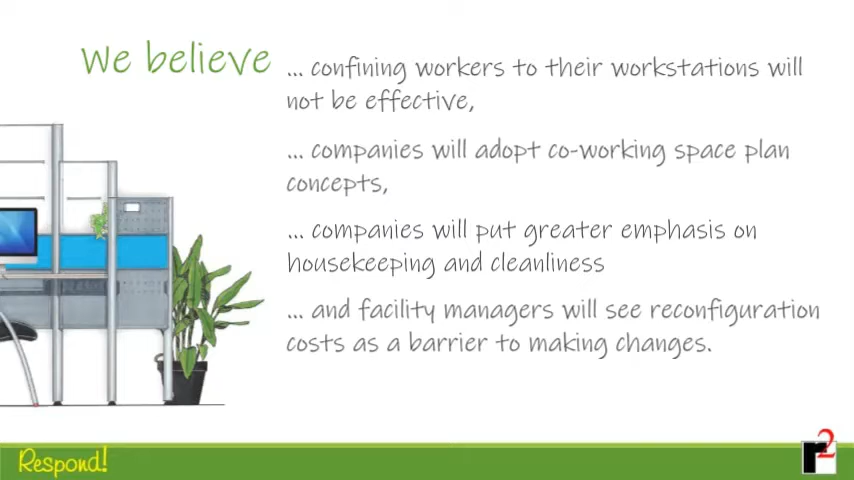 We believe
... confining workers to their workstations will
not be effective,
... companies will adopt co-working space plan
concepts,
... companies will put greater emphasis on
housekeeping and cleanliness
... and facility managers will see reconfiguration
costs as a barrier to making changes.
Respond!
r2